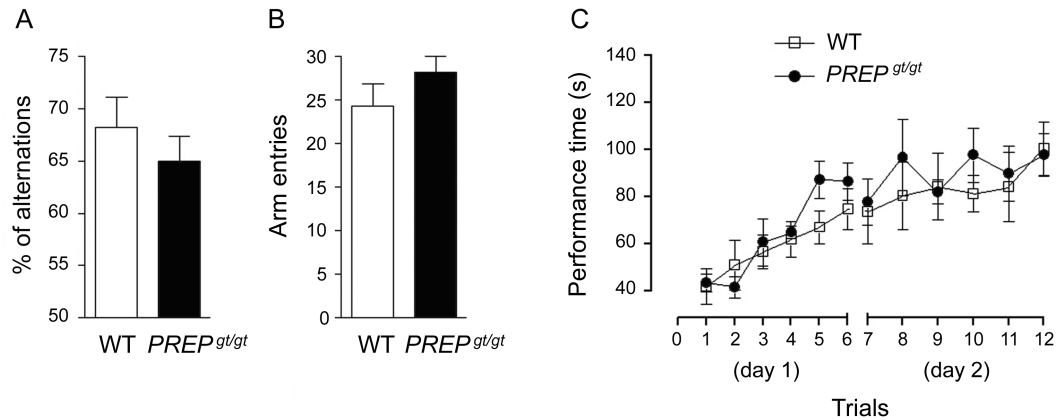 A
% of alternations
75
70
65
60
55
50
WT PREP gt/gt
B
Arm entries
30
25
20
15
10
5
0
WT PREP gt/gt
C
WT
PREP gt/gt
Performance time (s)
140
120
100
80
60
40
0 1 2 3 4 5 6 7 8 9 10 11 12
(day 1) (day 2)
Trials